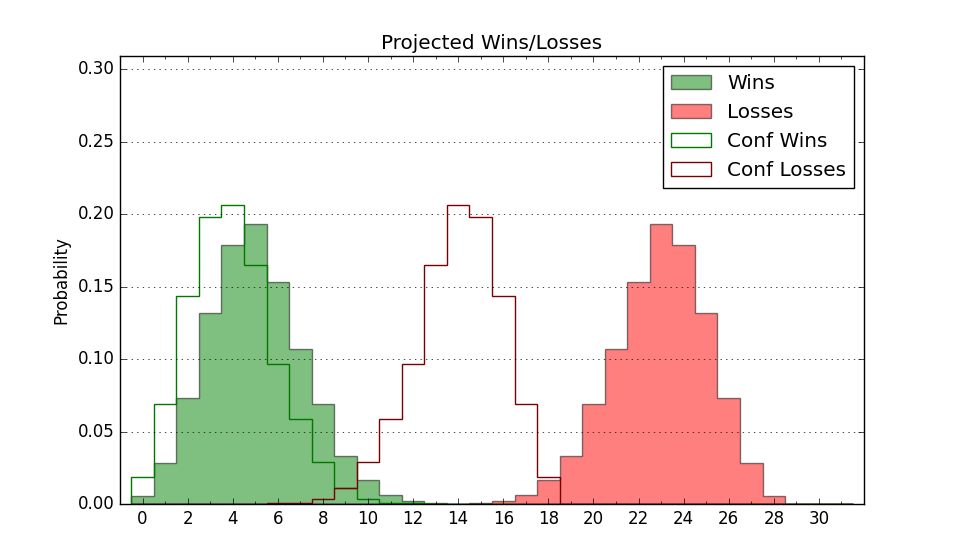 Projected Wins/Losses
0.30
0.25
0.20
0.15
0.10
0.05
0.00
Probability
Wins
Losses
Conf Wins
Conf Losses
0 2 4 6 8 10 12 14 16 18 20 22 24 26 28 30